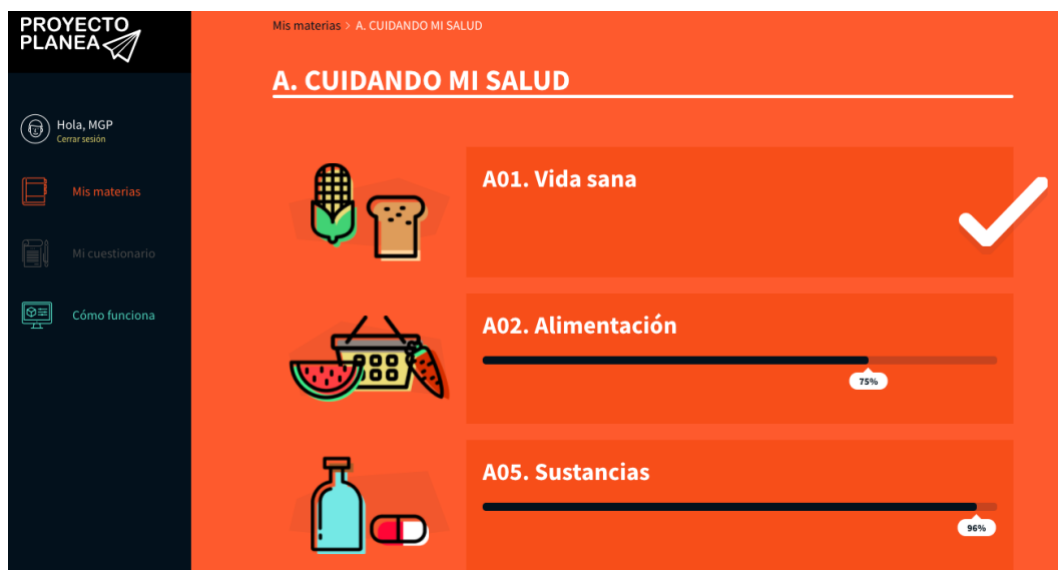 PROYECTO
PLANEA
Hola, MGP
Cerrar sesión
Mis materias
Mi cuestionario
Cómo funciona
Mis materias > A. CUIDANDO MI SALUD
A. CUIDANDO MI SALUD
A01. Vida sana
A02. Alimentación
75%
A05. Sustancias
96%